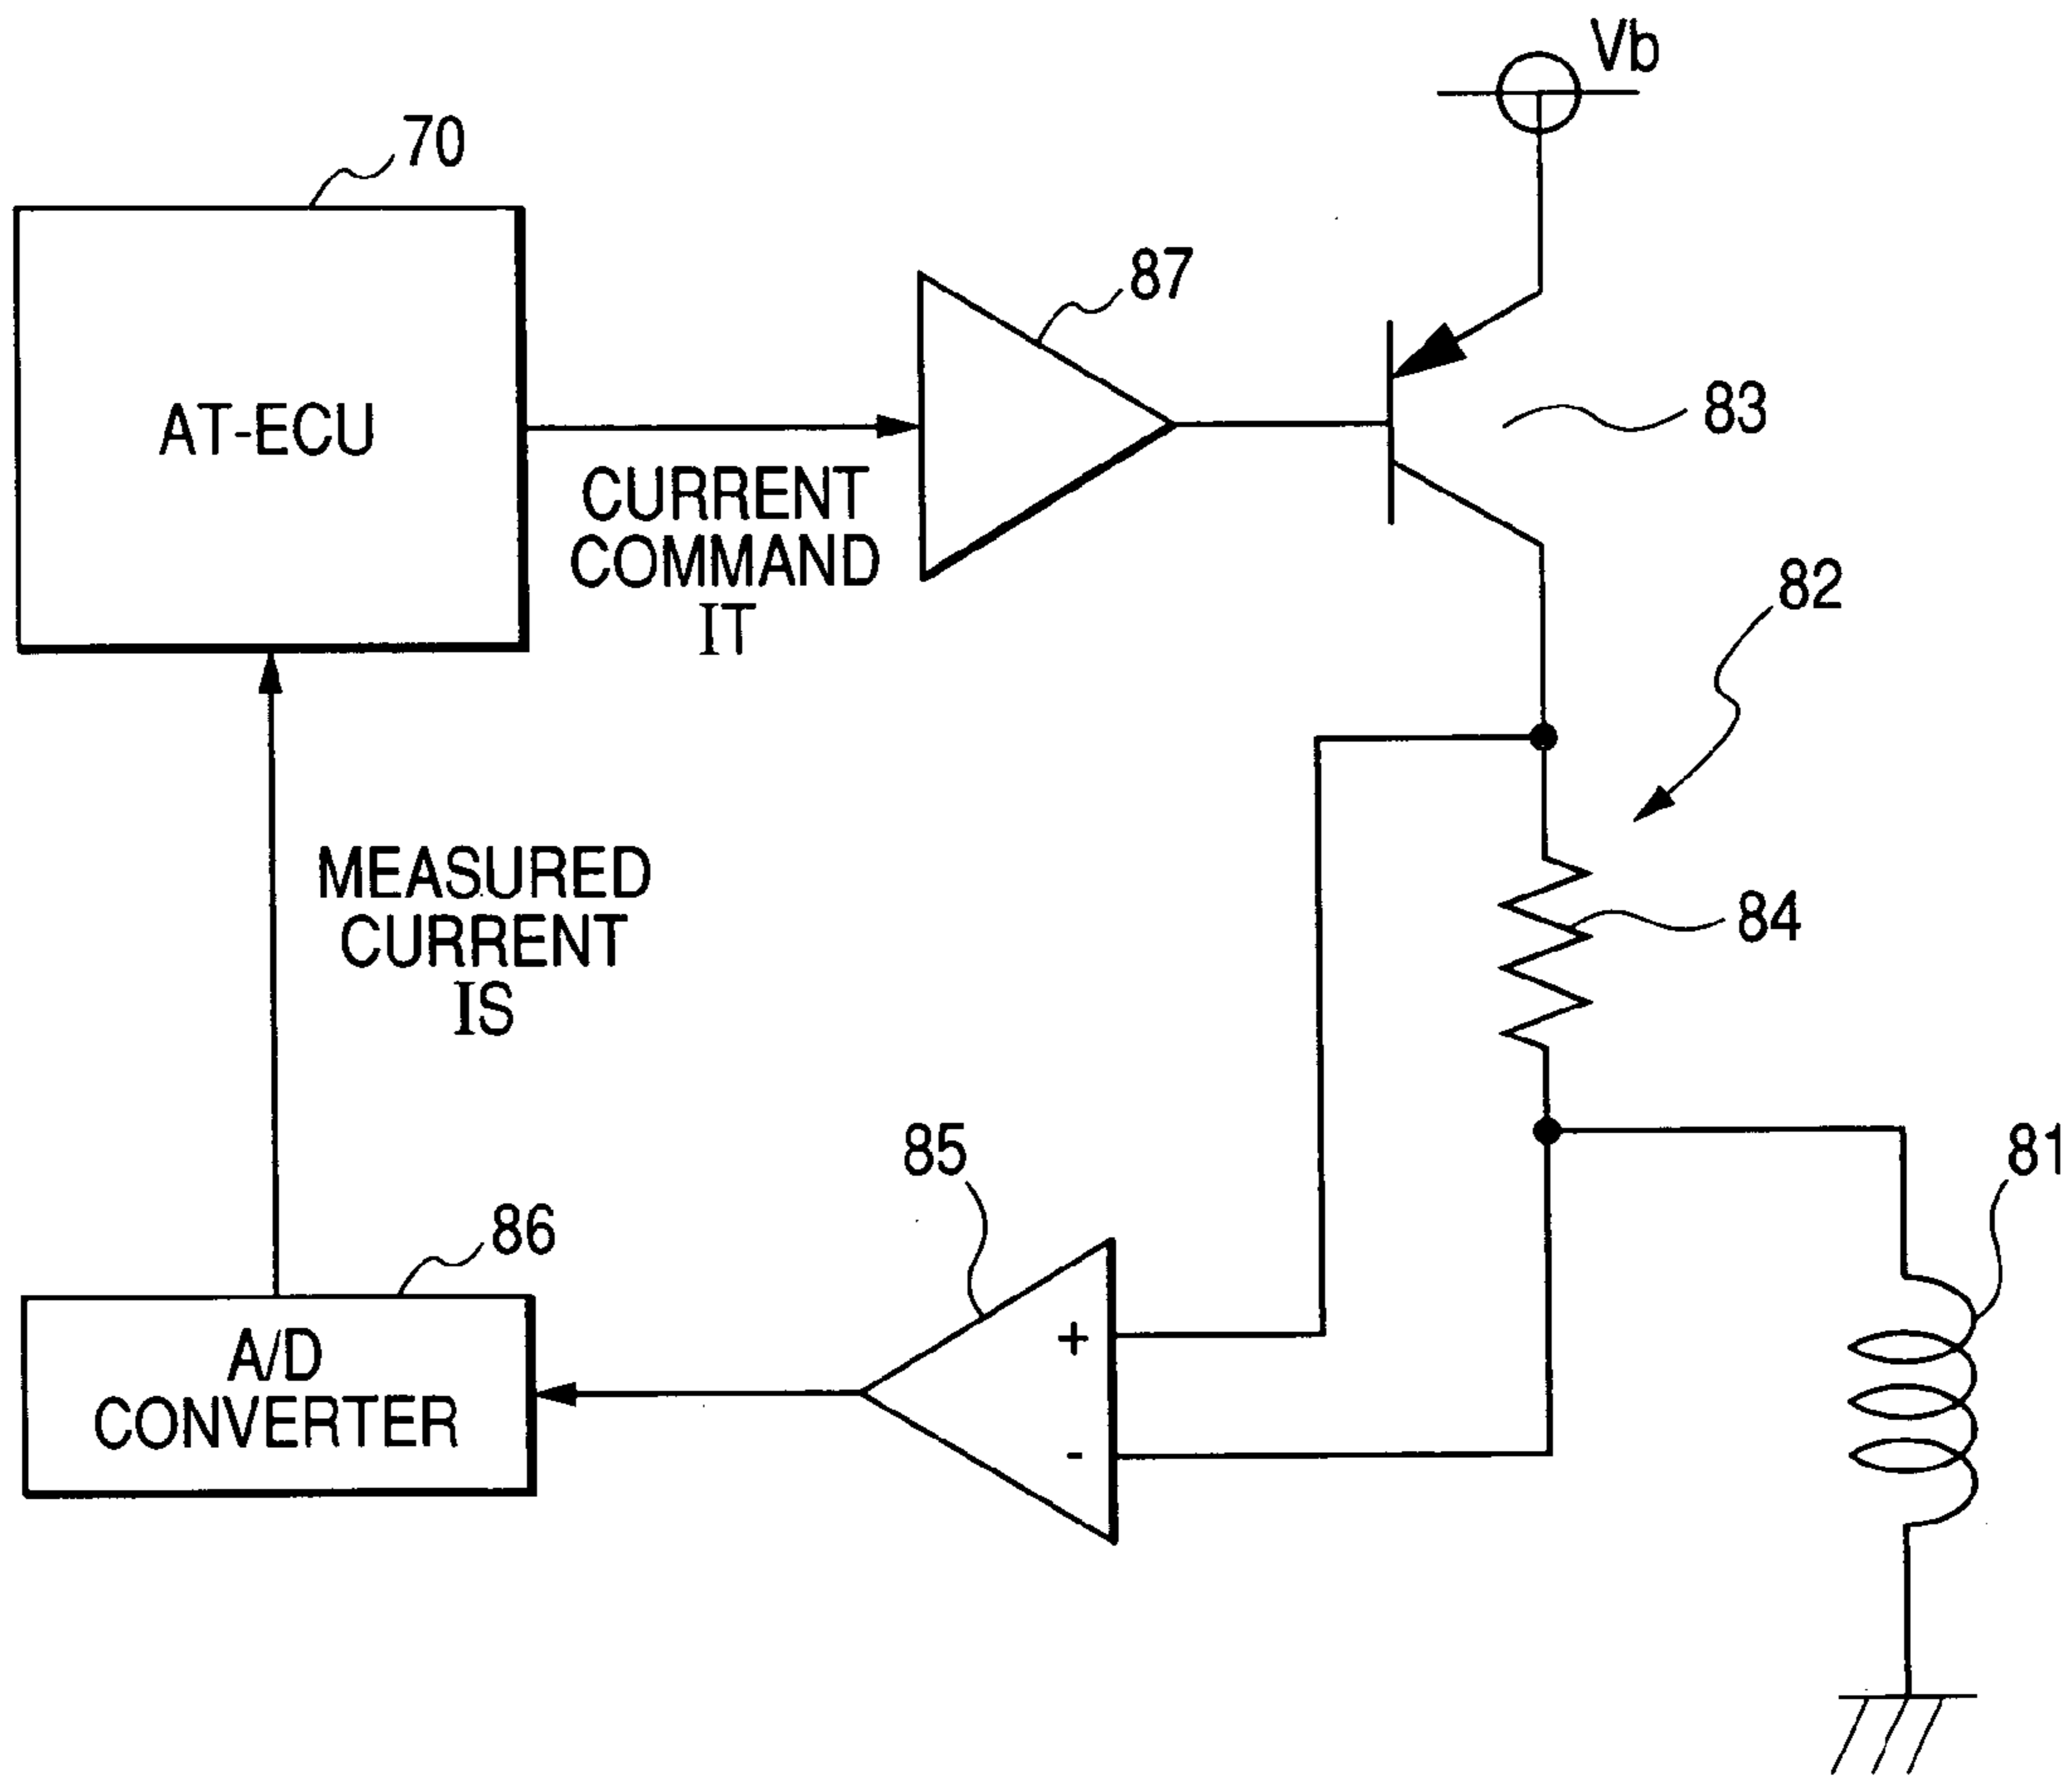 Vb
70
87
AT-ECU
83
CURRENT
COMMAND
IT
82
MEASURED
CURRENT
IS
84
85
81
86
+
A/D
CONVERTER
-